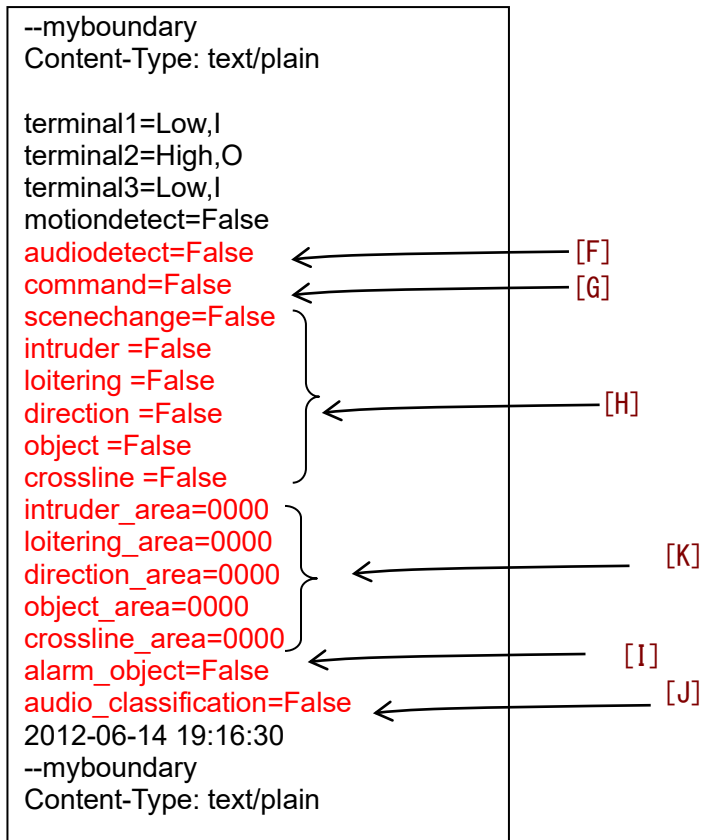 --myboundary
Content-Type: text/plain
terminal1=Low,I
terminal2=High,O
terminal3=Low,I
motiondetect=False
audiodetect=False [F]
command=False [G]
scenechange=False
intruder =False
loitering =False
direction =False [H]
object =False
crossline =False
intruder_area=0000
loitering_area=0000
direction_area=0000 [K]
object_area=0000
crossline_area=0000
alarm_object=False [I]
audio_classification=False [J]
2012-06-14 19:16:30
--myboundary
Content-Type: text/plain